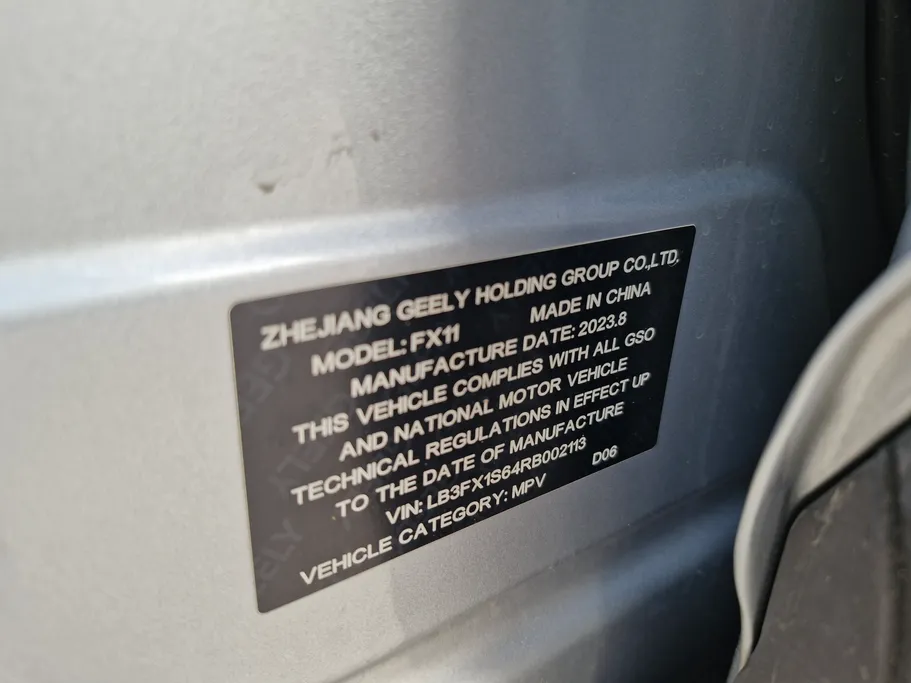 ZHEJIANG GEELY HOLDING GROUP CO.,LTD.
MODEL: FX11 MADE IN CHINA
MANUFACTURE DATE: 2023.8
THIS VEHICLE COMPLIES WITH ALL GSO
AND NATIONAL MOTOR VEHICLE
TECHNICAL REGULATIONS IN EFFECT UP
TO THE DATE OF MANUFACTURE
VIN: LB3FX1S64RB002113 D06
VEHICLE CATEGORY: MPV